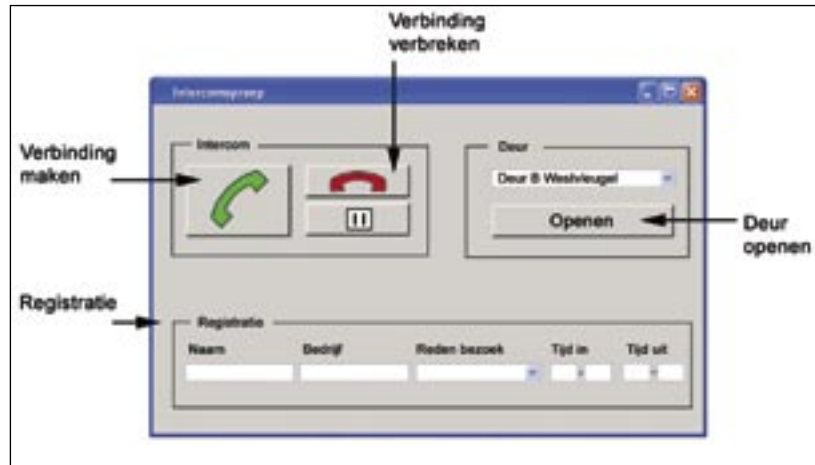 Verbinding
verbreken
Intercomoproep
Intercom
Deur
Verbinding
maken
Deur B Westvleugel
Openen
Deur
openen
Registratie
Registratie
Naam
Bedrijf
Reden bezoek
Tijd in
Tijd uit